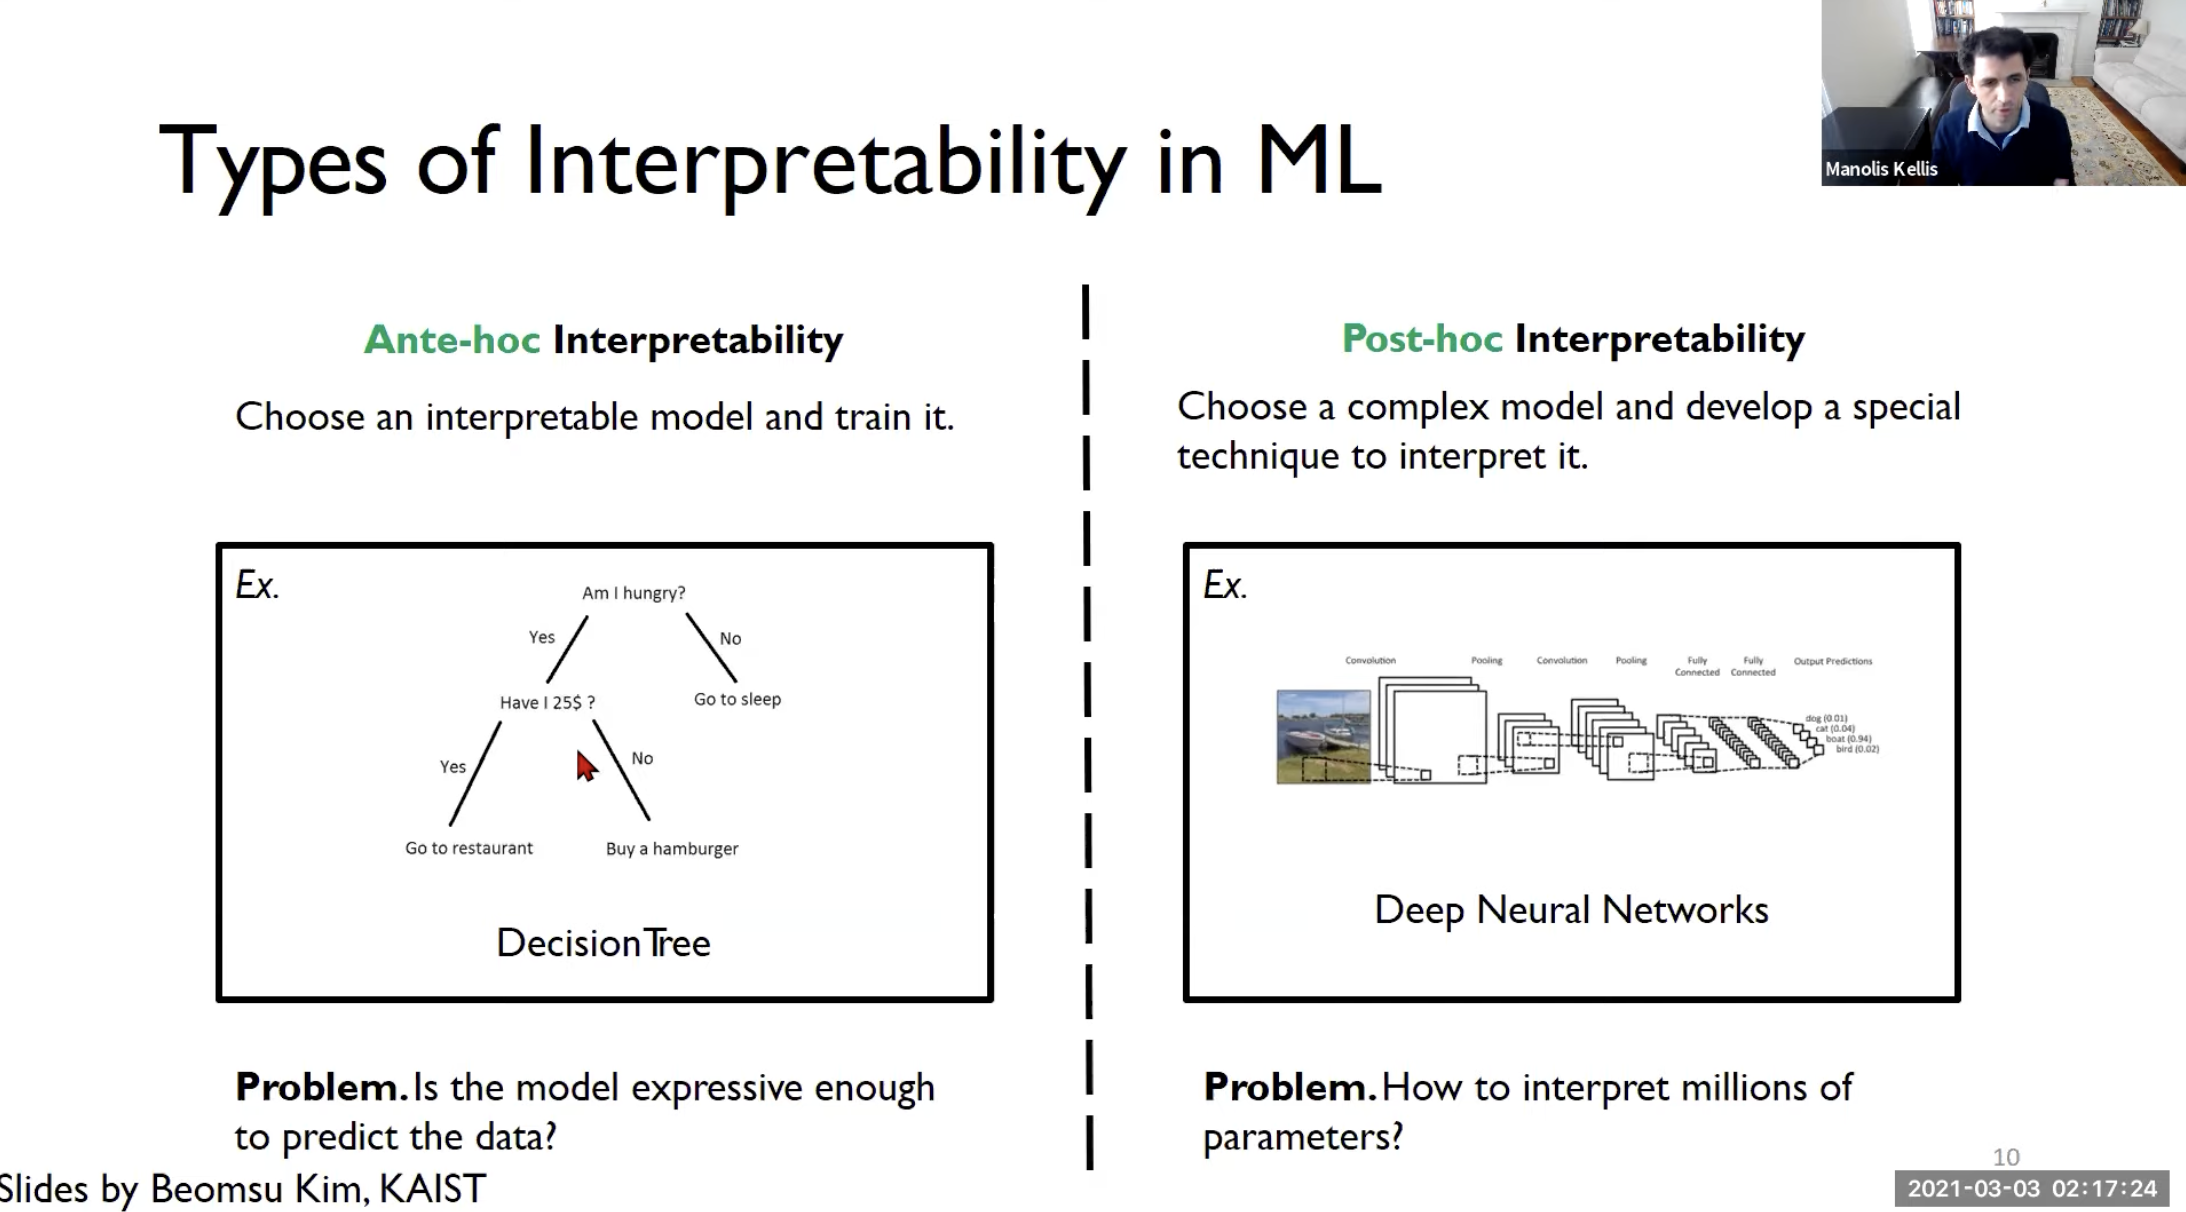 Manolis Kellis
Types of Interpretability in ML
Ante-hoc Interpretability
Choose an interpretable model and train it.
Ex.
Am I hungry?
Yes
No
Have I 25$ ?
Go to sleep
Yes
No
Go to restaurant
Buy a hamburger
Decision Tree
Problem. Is the model expressive enough
to predict the data?
Post-hoc Interpretability
Choose a complex model and develop a special
technique to interpret it.
Ex.
Convolution
Pooling
Convolution
Pooling
Fully
Connected
Fully
Connected
Output Predictions
dog (0.01)
cat (0.04)
boat (0.94)
bird (0.02)
Deep Neural Networks
Problem. How to interpret millions of
parameters?
Slides by Beomsu Kim, KAIST
10
2021-03-03 02:17:24